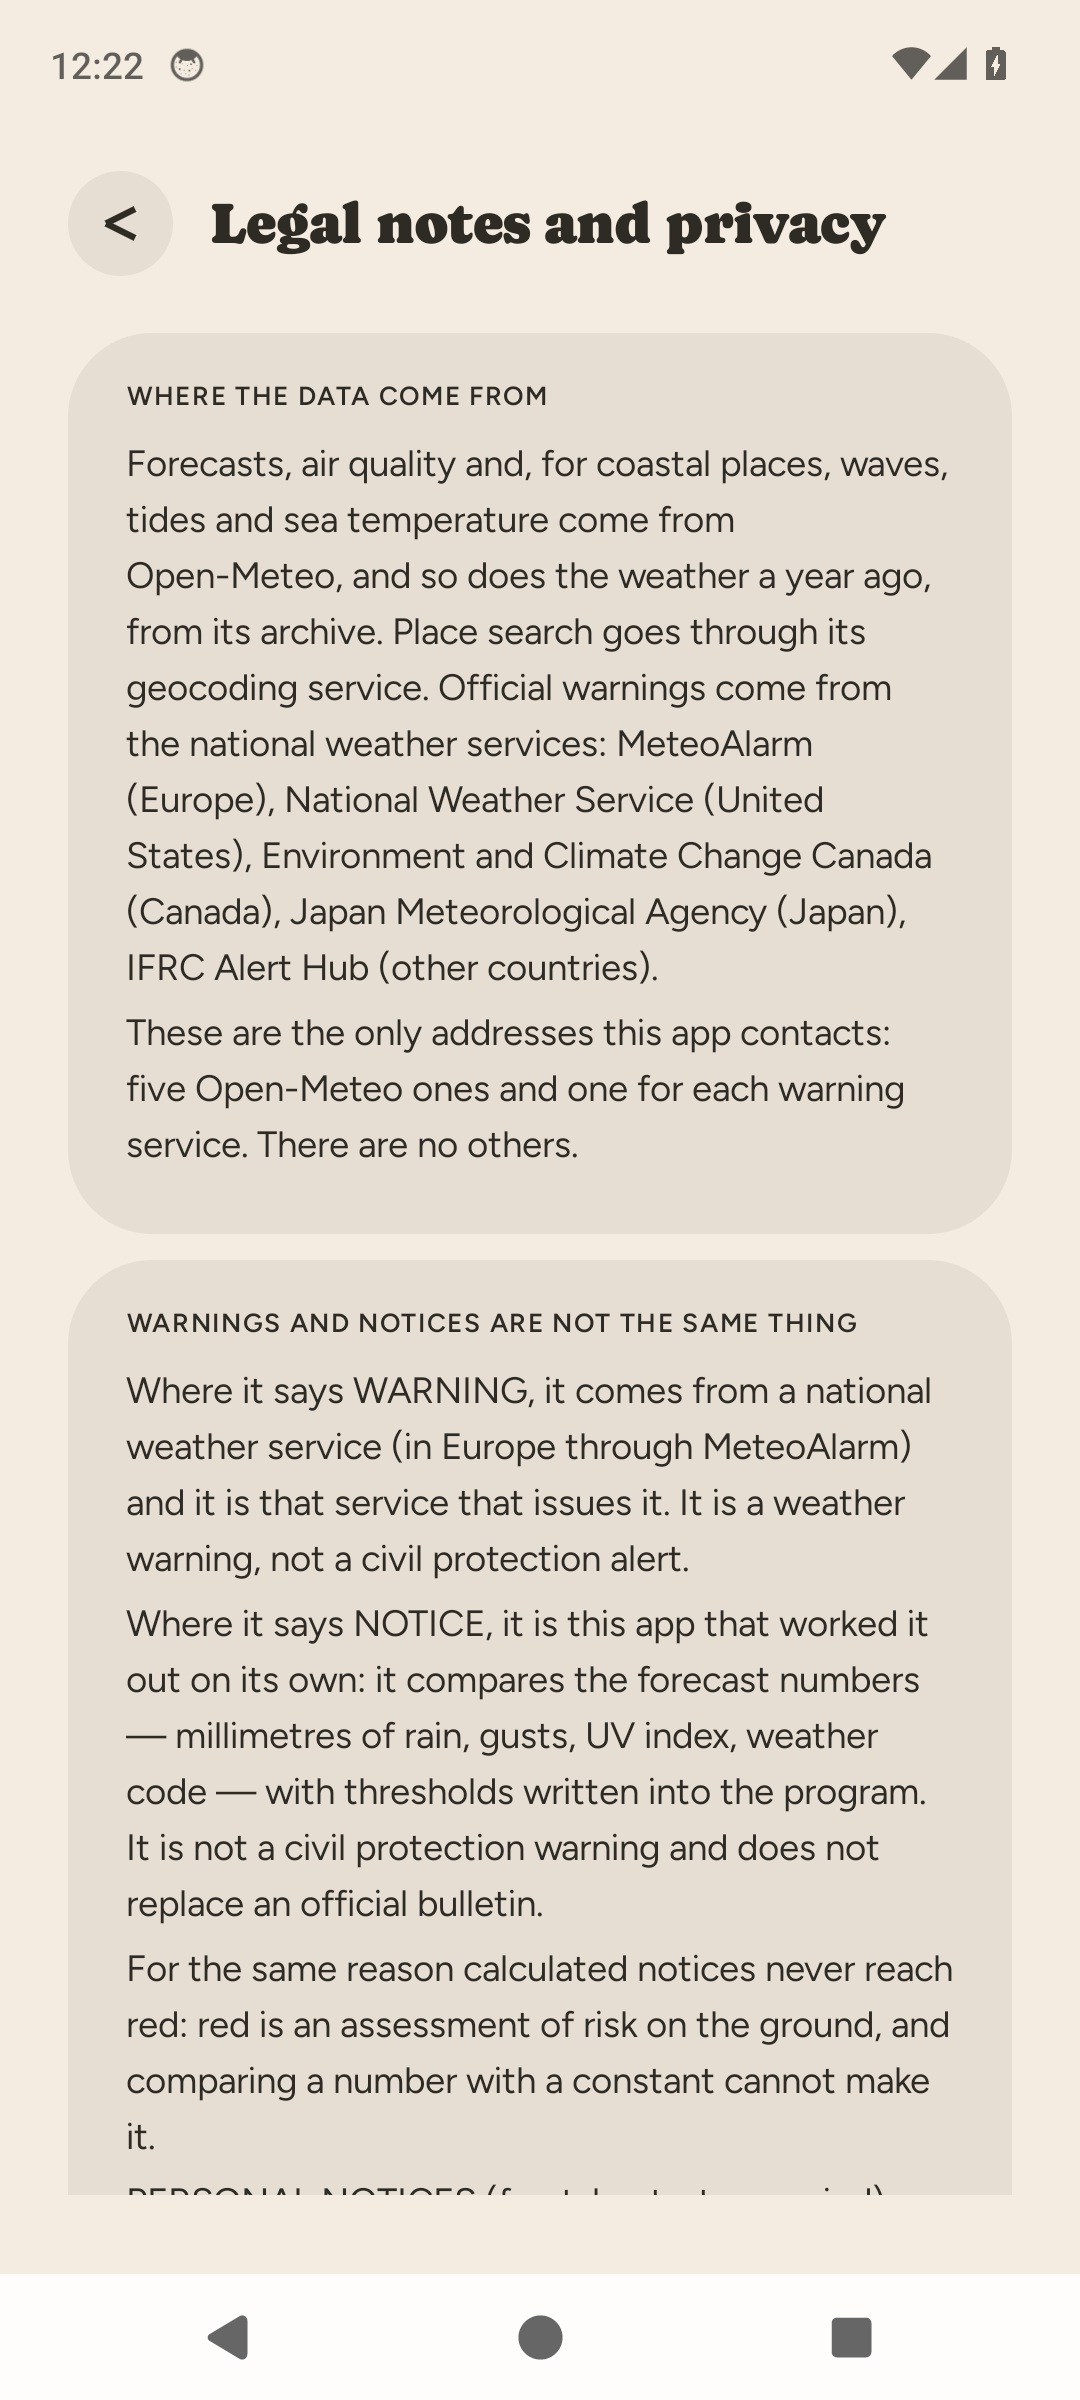 12:22
<
Legal notes and privacy
WHERE THE DATA COME FROM
Forecasts, air quality and, for coastal places, waves,
tides and sea temperature come from
Open-Meteo, and so does the weather a year ago,
from its archive. Place search goes through its
geocoding service. Official warnings come from
the national weather services: MeteoAlarm
(Europe), National Weather Service (United
States), Environment and Climate Change Canada
(Canada), Japan Meteorological Agency (Japan),
IFRC Alert Hub (other countries).
These are the only addresses this app contacts:
five Open-Meteo ones and one for each warning
service. There are no others.
WARNINGS AND NOTICES ARE NOT THE SAME THING
Where it says WARNING, it comes from a national
weather service (in Europe through MeteoAlarm)
and it is that service that issues it. It is a weather
warning, not a civil protection alert.
Where it says NOTICE, it is this app that worked it
out on its own: it compares the forecast numbers
— millimetres of rain, gusts, UV index, weather
code — with thresholds written into the program.
It is not a civil protection warning and does not
replace an official bulletin.
For the same reason calculated notices never reach
red: red is an assessment of risk on the ground, and
comparing a number with a constant cannot make
it.
PERSONAL NOTICES